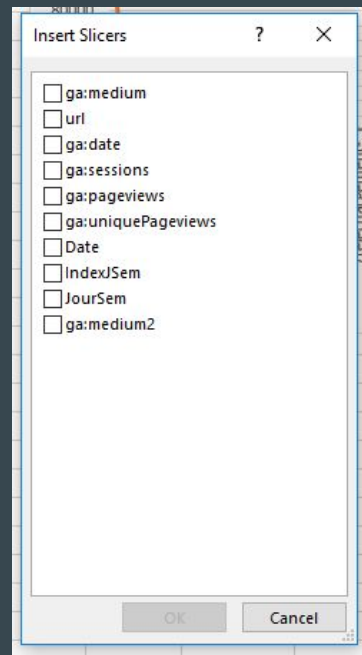 80000
Insert Slicers ? ×
ga:medium
url
ga:date
ga:sessions
ga:pageviews
ga:uniquePageviews
Date
IndexJSem
JourSem
ga:medium2
OK Cancel